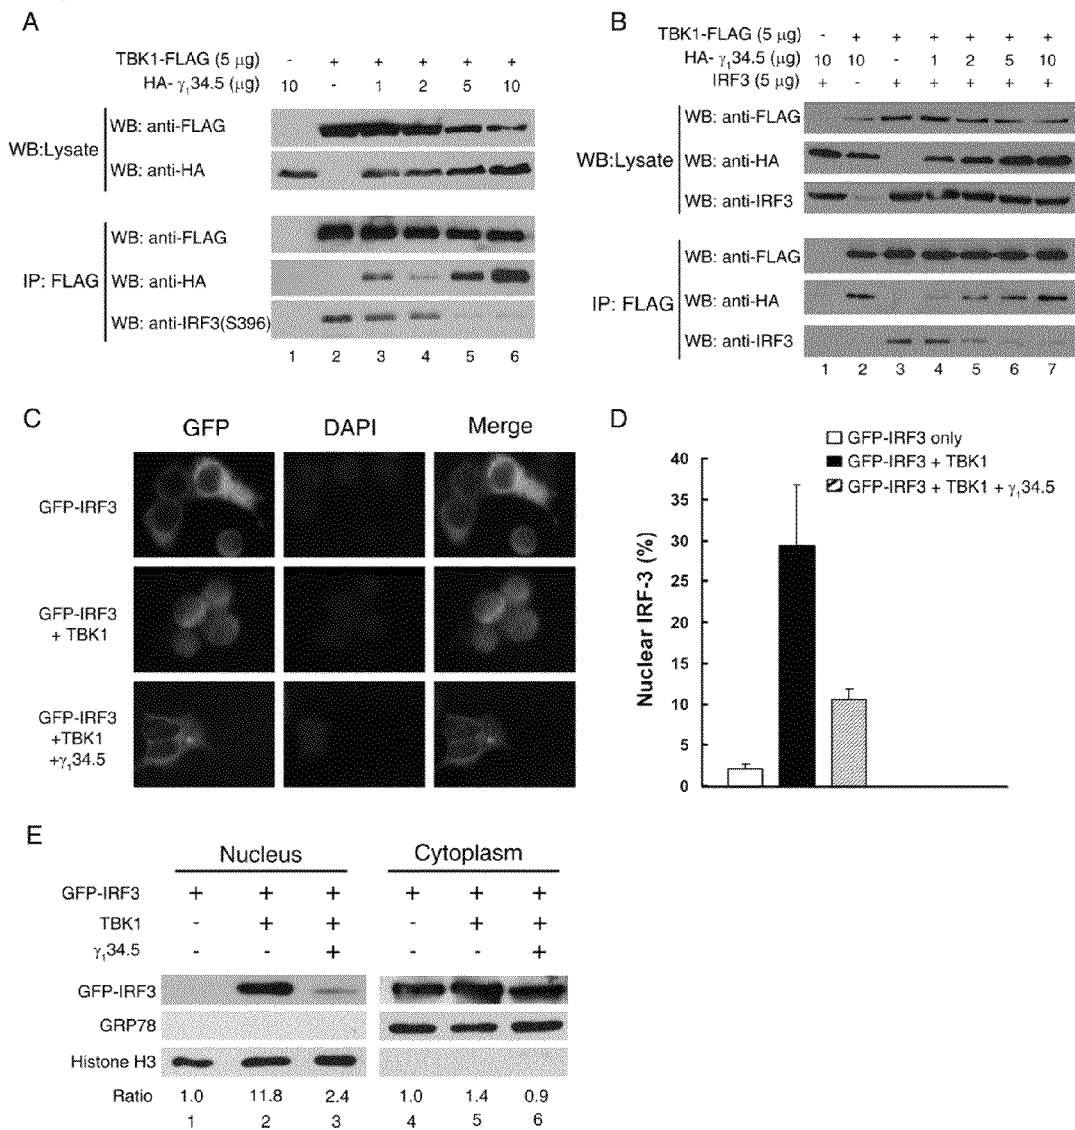 A
TBK1-FLAG (5 μg) - + + + + +
HA- γ₁34.5 (μg) 10 - 1 2 5 10
WB:Lysate
WB: anti-FLAG
WB: anti-HA
IP: FLAG
WB: anti-FLAG
WB: anti-HA
WB: anti-IRF3(S396)
1 2 3 4 5 6
B
TBK1-FLAG (5 μg) - + + + + + +
HA- γ₁34.5 (μg) 10 10 - 1 2 5 10
IRF3 (5 μg) + - + + + + +
WB:Lysate
WB: anti-FLAG
WB: anti-HA
WB: anti-IRF3
IP: FLAG
WB: anti-FLAG
WB: anti-HA
WB: anti-IRF3
1 2 3 4 5 6 7
C
GFP DAPI Merge
GFP-IRF3
GFP-IRF3
+ TBK1
GFP-IRF3
+TBK1
+γ₁34.5
D
GFP-IRF3 only
GFP-IRF3 + TBK1
GFP-IRF3 + TBK1 + γ₁34.5
Nuclear IRF-3 (%)
40
35
30
25
20
15
10
5
0
E
Nucleus Cytoplasm
GFP-IRF3 + + + + + +
TBK1 - + + - + +
γ₁34.5 - - + - - +
GFP-IRF3
GRP78
Histone H3
Ratio 1.0 11.8 2.4 1.0 1.4 0.9
1 2 3 4 5 6